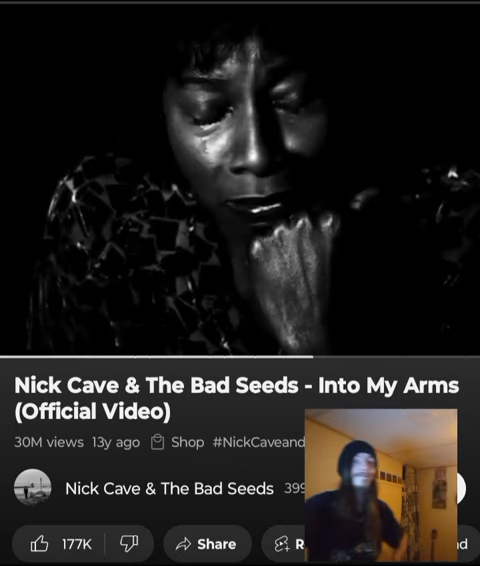 Nick Cave & The Bad Seeds - Into My Arms
(Official Video)
30M views 13y ago Shop #NickCaveand
Nick Cave & The Bad Seeds 399
177K Share R d